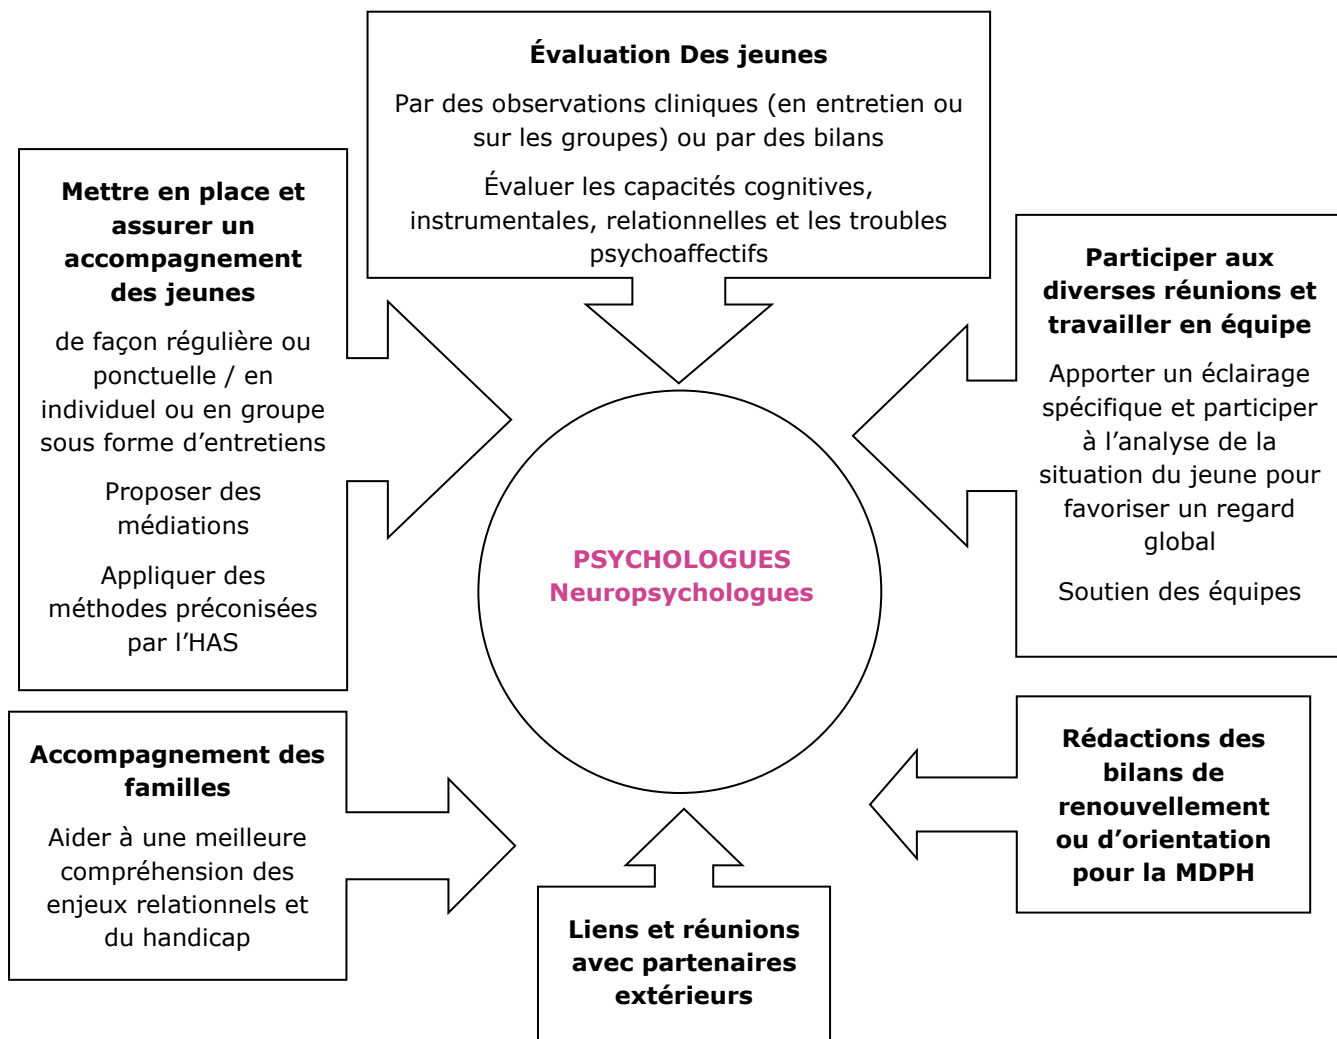 Évaluation Des jeunes
Par des observations cliniques (en entretien ou
sur les groupes) ou par des bilans
Évaluer les capacités cognitives,
instrumentales, relationnelles et les troubles
psychoaffectifs
Mettre en place et
assurer un
accompagnement
des jeunes
de façon régulière ou
ponctuelle / en
individuel ou en groupe
sous forme d’entretiens
Proposer des
médiations
Appliquer des
méthodes préconisées
par l’HAS
Participer aux
diverses réunions et
travailler en équipe
Apporter un éclairage
spécifique et participer
à l’analyse de la
situation du jeune pour
favoriser un regard
global
Soutien des équipes
PSYCHOLOGUES
Neuropsychologues
Accompagnement des
familles
Aider à une meilleure
compréhension des
enjeux relationnels et
du handicap
Rédactions des
bilans de
renouvellement
ou d’orientation
pour la MDPH
Liens et réunions
avec partenaires
extérieurs